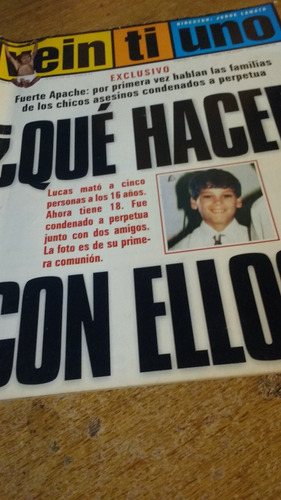 ein ti uno
DIRECTOR: JORGE LANATA
EXCLUSIVO
Fuerte Apache: por primera vez hablan las familias
de los chicos asesinos condenados a perpetua
¿QUÉ HACE
Lucas mató a cinco
personas a los 16 años.
Ahora tiene 18. Fue
condenado a perpetua
junto con dos amigos.
La foto es de su prime-
ra comunión.
CON ELLOS